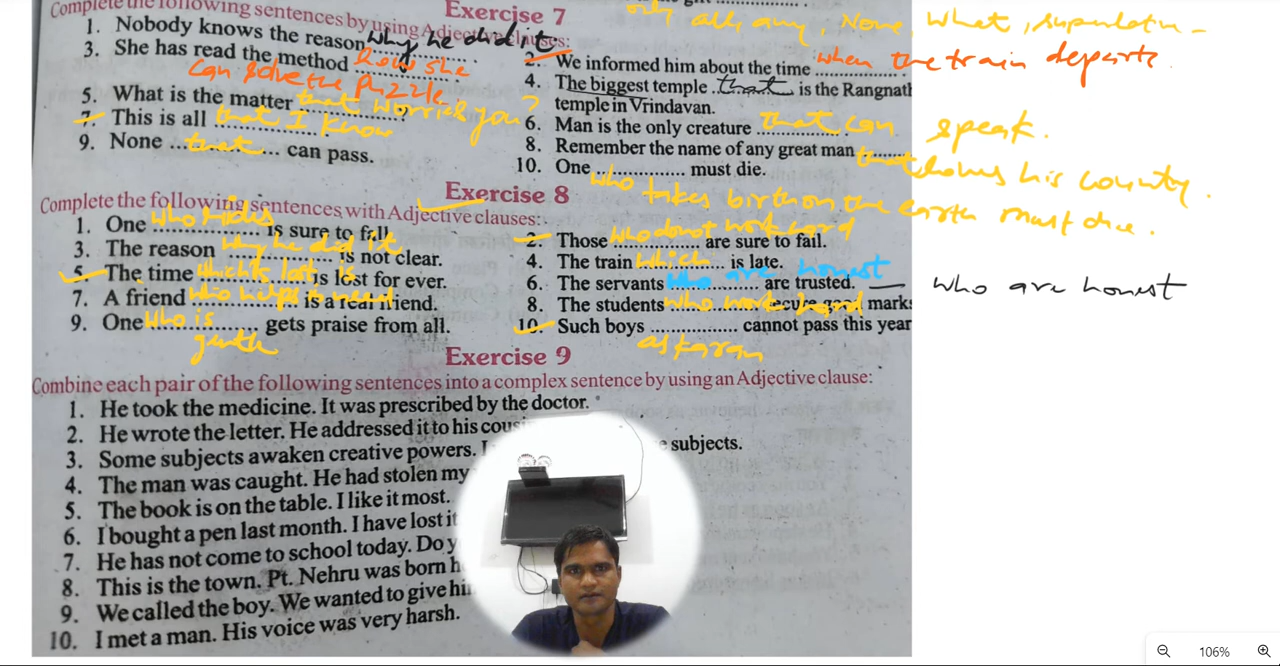 Complete the following sentences by using Adjective clauses:
Exercise 7
only all, any, None, What, superlativ -
1. Nobody knows the reason why he did it
2. We informed him about the time .............. when the train departs.
3. She has read the method how she
can solve the puzzle
4. The biggest temple that is the Rangnath
temple in Vrindavan.
5. What is the matter that worries you?
6. Man is the only creature that can speak.
7. This is all that I know
8. Remember the name of any great man that loves his country.
9. None ... that ... can pass.
10. One ................ must die.
who takes birth on the earth must die.
Exercise 8
Complete the following sentences with Adjective clauses:
1. One who rides is sure to fall.
2. Those who donot work hard are sure to fail.
3. The reason why he did it is not clear.
4. The train which is late.
5. The time which is lost is lost for ever.
6. The servants who are honest are trusted. — who are honest
7. A friend who helps in need is a real friend.
8. The students who work hard secure good marks
9. One who is gets praise from all.
gentle
10. Such boys .............. cannot pass this year
as karan
Exercise 9
Combine each pair of the following sentences into a complex sentence by using an Adjective clause:
1. He took the medicine. It was prescribed by the doctor.
2. He wrote the letter. He addressed it to his
3. Some subjects awaken creative powers. subjects.
4. The man was caught. He had stolen my
5. The book is on the table. I like it most.
6. I bought a pen last month. I have lost it
7. He has not come to school today. Do
8. This is the town. Pt. Nehru was born
9. We called the boy. We wanted to give
10. I met a man. His voice was very harsh.
106%